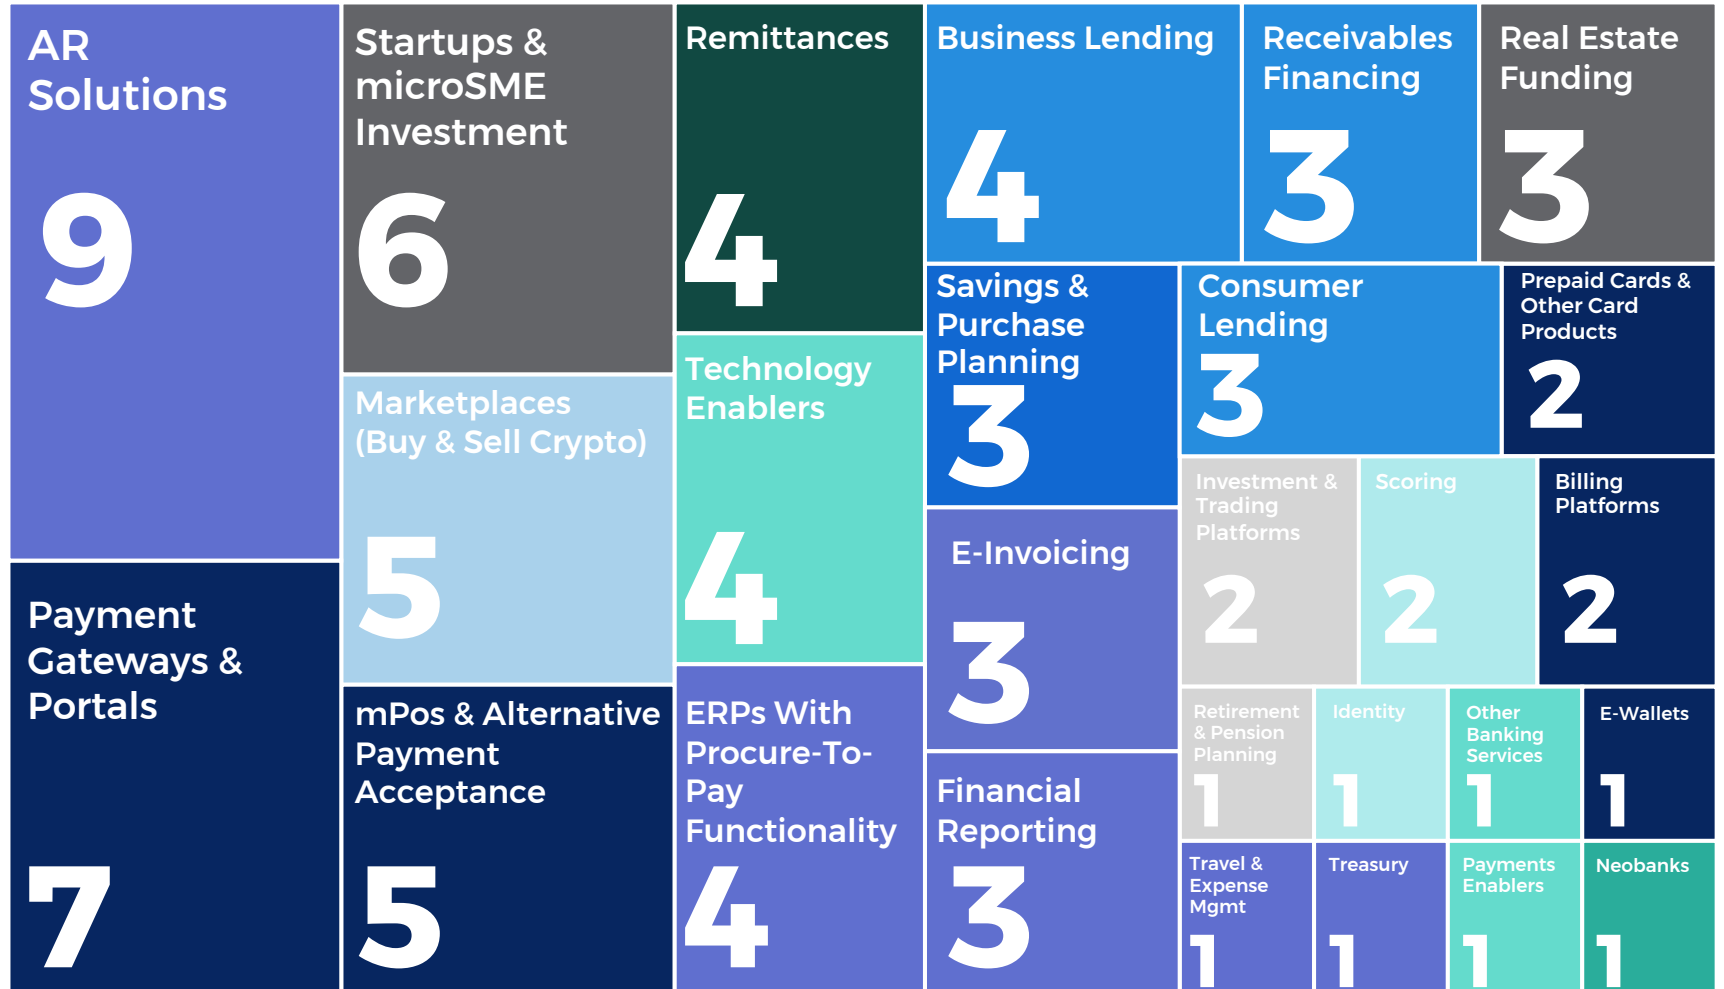 AR
Solutions
9
Payment
Gateways &
Portals
7
Startups &
microSME
Investment
6
Marketplaces
(Buy & Sell Crypto)
5
mPos & Alternative
Payment
Acceptance
5
Remittances
4
Technology
Enablers
4
ERPs With
Procure-To-
Pay
Functionality
4
Business Lending
4
Receivables
Financing
3
Real Estate
Funding
3
Savings &
Purchase
Planning
3
Consumer
Lending
3
Prepaid Cards &
Other Card
Products
2
E-Invoicing
3
Investment &
Trading
Platforms
2
Scoring
2
Billing
Platforms
2
Financial
Reporting
3
Retirement
& Pension
Planning
1
Identity
1
Other
Banking
Services
1
E-Wallets
1
Travel &
Expense
Mgmt
1
Treasury
1
Payments
Enablers
1
Neobanks
1